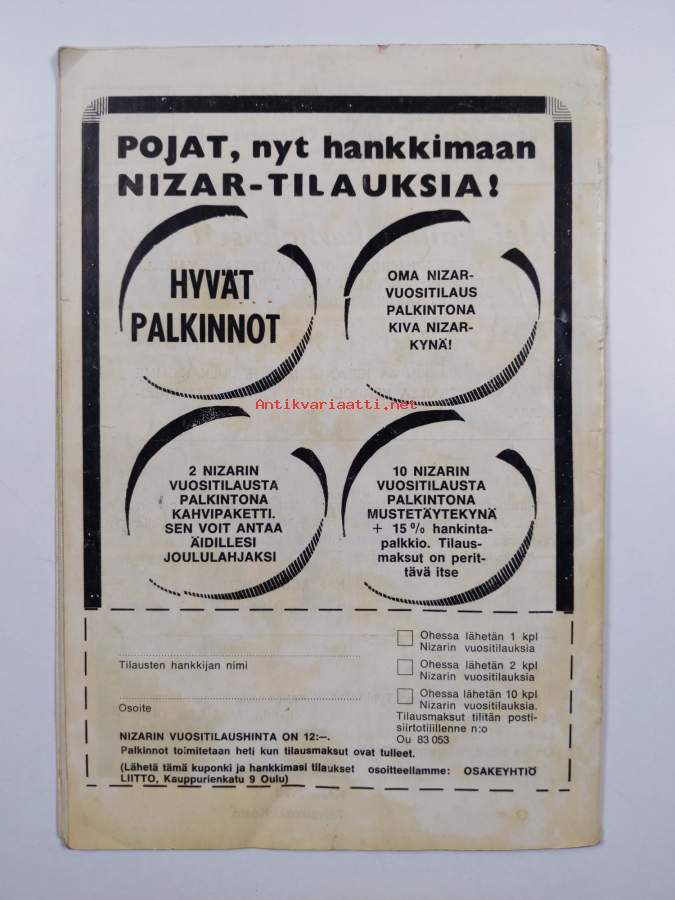 POJAT, nyt hankkimaan
NIZAR-TILAUKSIA!
HYVÄT
PALKINNOT
OMA NIZAR-
VUOSITILAUS
PALKINTONA
KIVA NIZAR-
KYNÄ!
Antikvariaatti.net
2 NIZARIN
VUOSITILAUSTA
PALKINTONA
KAHVIPAKETTI.
SEN VOIT ANTAA
ÄIDILLESI
JOULULAHJAKSI
10 NIZARIN
VUOSITILAUSTA
PALKINTONA
MUSTETÄYTEKYNÄ
+ 15 % hankinta-
palkkio. Tilaus-
maksut on perit-
tävä itse
Tilausten hankkijan nimi
Osoite
Ohessa lähetän 1 kpl
Nizarin vuositilauksia
Ohessa lähetän 2 kpl
Nizarin vuositilauksia
Ohessa lähetän 10 kpl
Nizarin vuositilauksia.
Tilausmaksut tilitän posti-
siirtotilillenne n:o
Ou 83 053
NIZARIN VUOSITILAUSHINTA ON 12:—.
Palkinnot toimitetaan heti kun tilausmaksut ovat tulleet.
(Lähetä tämä kuponki ja hankkimasi tilaukset osoitteellamme: OSAKEYHTIÖ
LIITTO, Kauppurienkatu 9 Oulu)